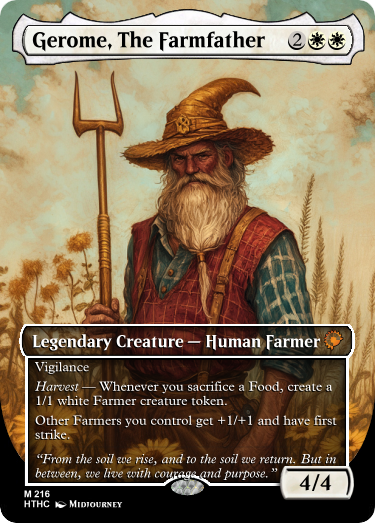 Gerome, The Farmfather 2
Legendary Creature — Human Farmer
Vigilance
Harvest — Whenever you sacrifice a Food, create a
1/1 white Farmer creature token.
Other Farmers you control get +1/+1 and have first
strike.
"From the soil we rise, and to the soil we return. But in
between, we live with courage and purpose."
4/4
M 216
HTHC MIDJOURNEY